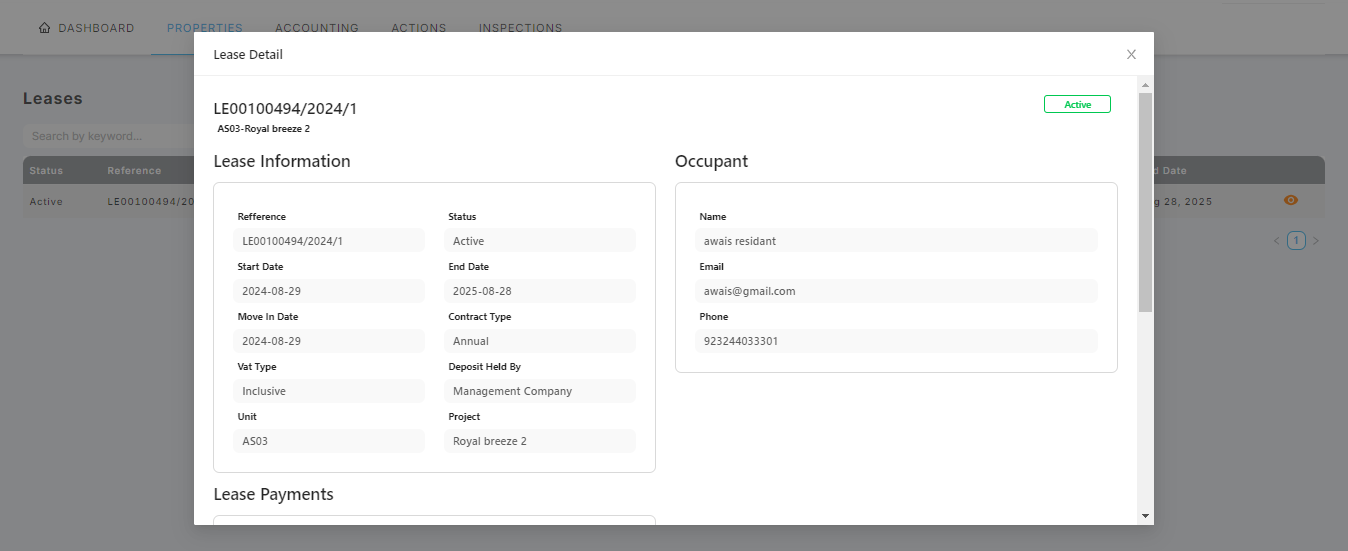 DASHBOARD PROPERTIES ACCOUNTING ACTIONS INSPECTIONS
Lease Detail
Leases
Search by keyword...
Status Reference
Active LE00100494/20
LE00100494/2024/1
Active
AS03-Royal breeze 2
Lease Information
Refference Status
LE00100494/2024/1 Active
Start Date End Date
2024-08-29 2025-08-28
Move In Date Contract Type
2024-08-29 Annual
Vat Type Deposit Held By
Inclusive Management Company
Unit Project
AS03 Royal breeze 2
Lease Payments
Occupant
Name
awais residant
Email
awais@gmail.com
Phone
923244033301
d Date
g 28, 2025
< 1 >